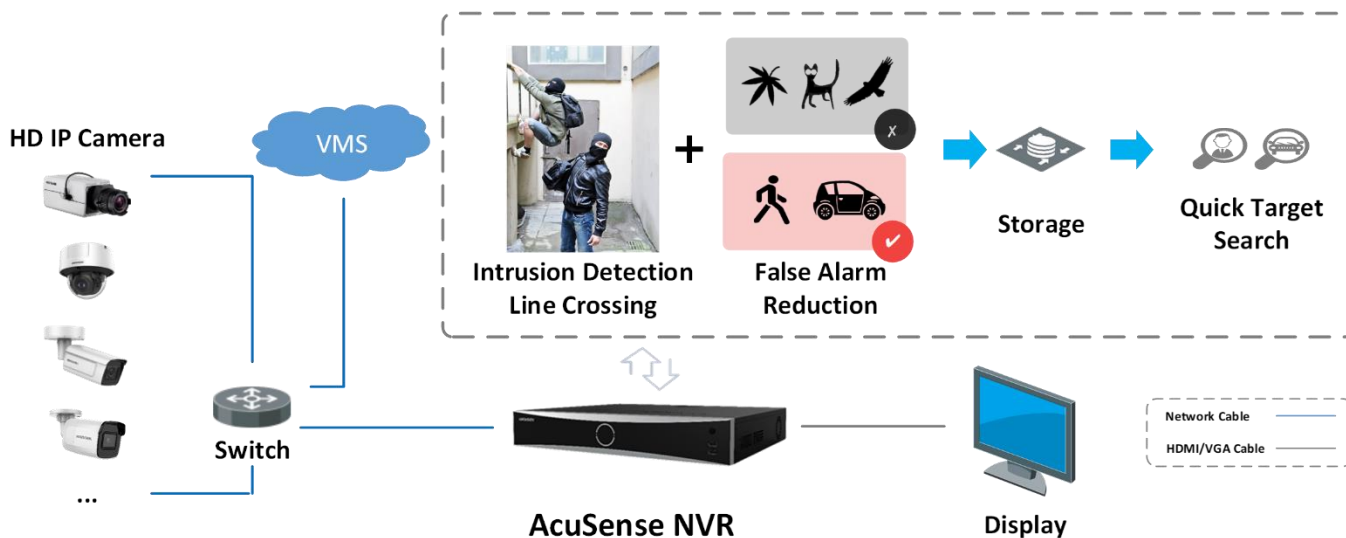 HD IP Camera
VMS
Switch
...
Intrusion Detection
Line Crossing
+
False Alarm
Reduction
Storage
Quick Target
Search
AcuSense NVR
Display
Network Cable
HDMI/VGA Cable